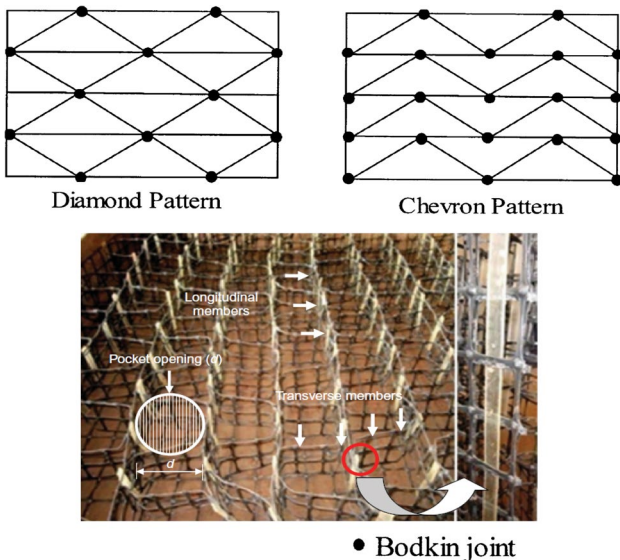 Diamond Pattern
Chevron Pattern
Longitudinal
members
Pocket opening (d)
Transverse members
d
Bodkin joint